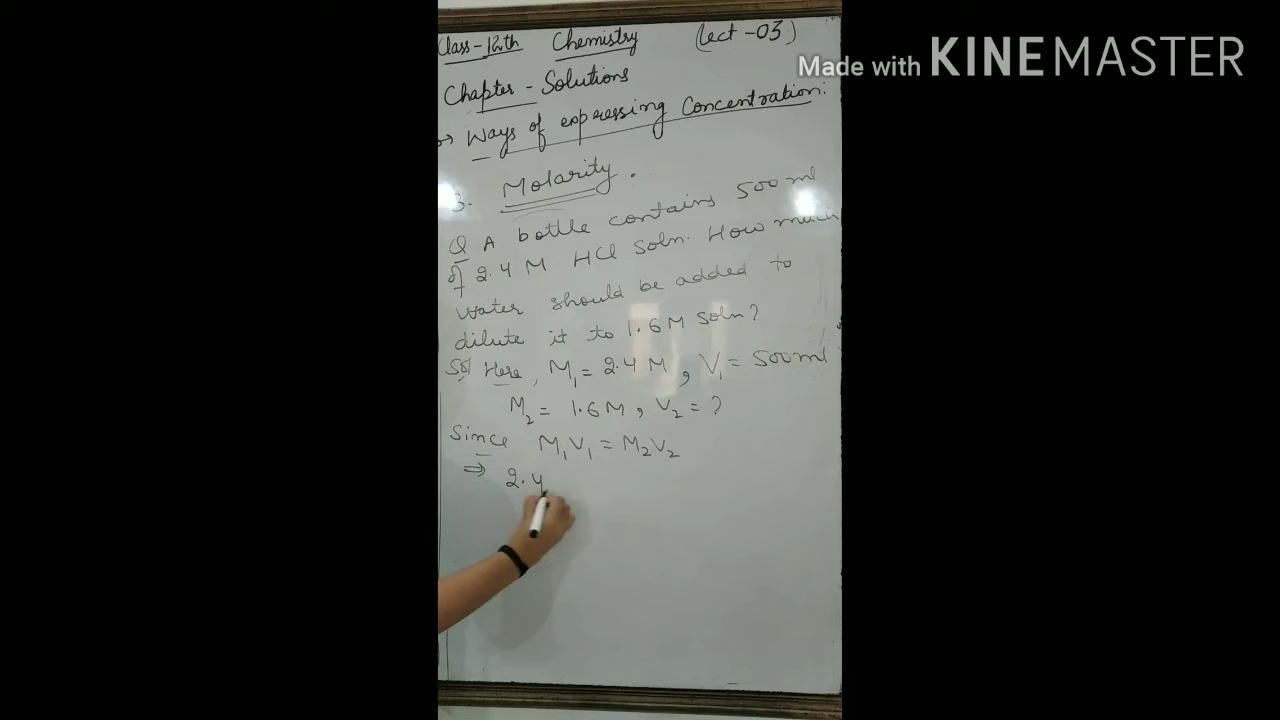 Class-12th Chemistry (Lect-03)
Made with KINEMASTER
Chapter - Solutions
→ Ways of expressing Concentration:
3. Molarity.
Q A bottle contains 500 ml
of 2.4 M HCl Soln. How much
water should be added to
dilute it to 1.6 M Soln?
Sol Here, M₁ = 2.4 M, V₁ = 500 ml
M₂ = 1.6 M, V₂ = ?
Since M₁V₁ = M₂V₂
⇒ 2.4